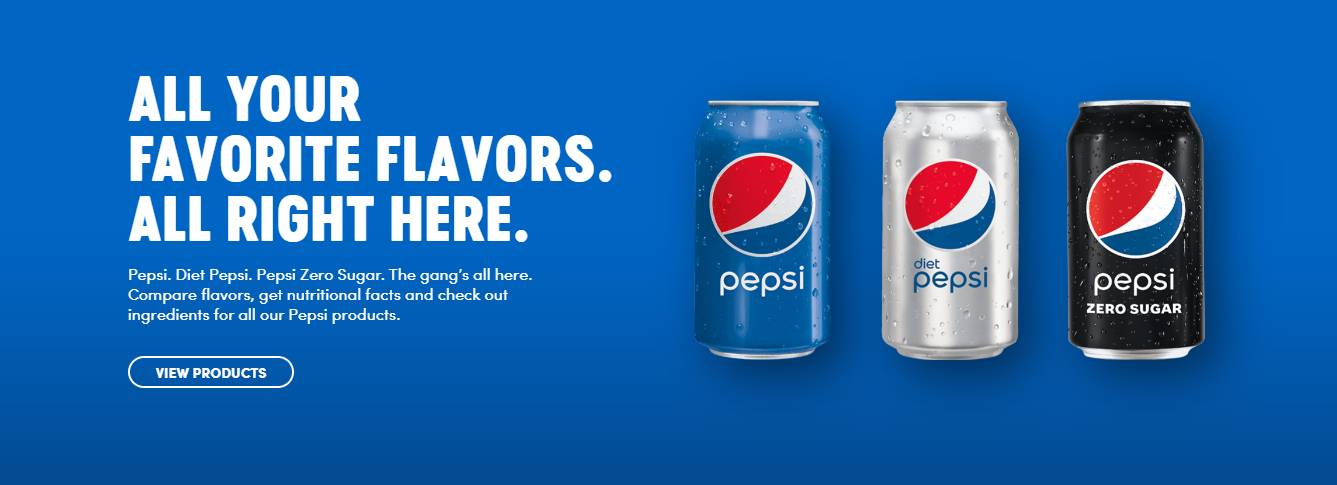 ALL YOUR
FAVORITE FLAVORS.
ALL RIGHT HERE.
Pepsi. Diet Pepsi. Pepsi Zero Sugar. The gang's all here.
Compare flavors, get nutritional facts and check out
ingredients for all our Pepsi products.
VIEW PRODUCTS
pepsi
diet
pepsi
pepsi
ZERO SUGAR